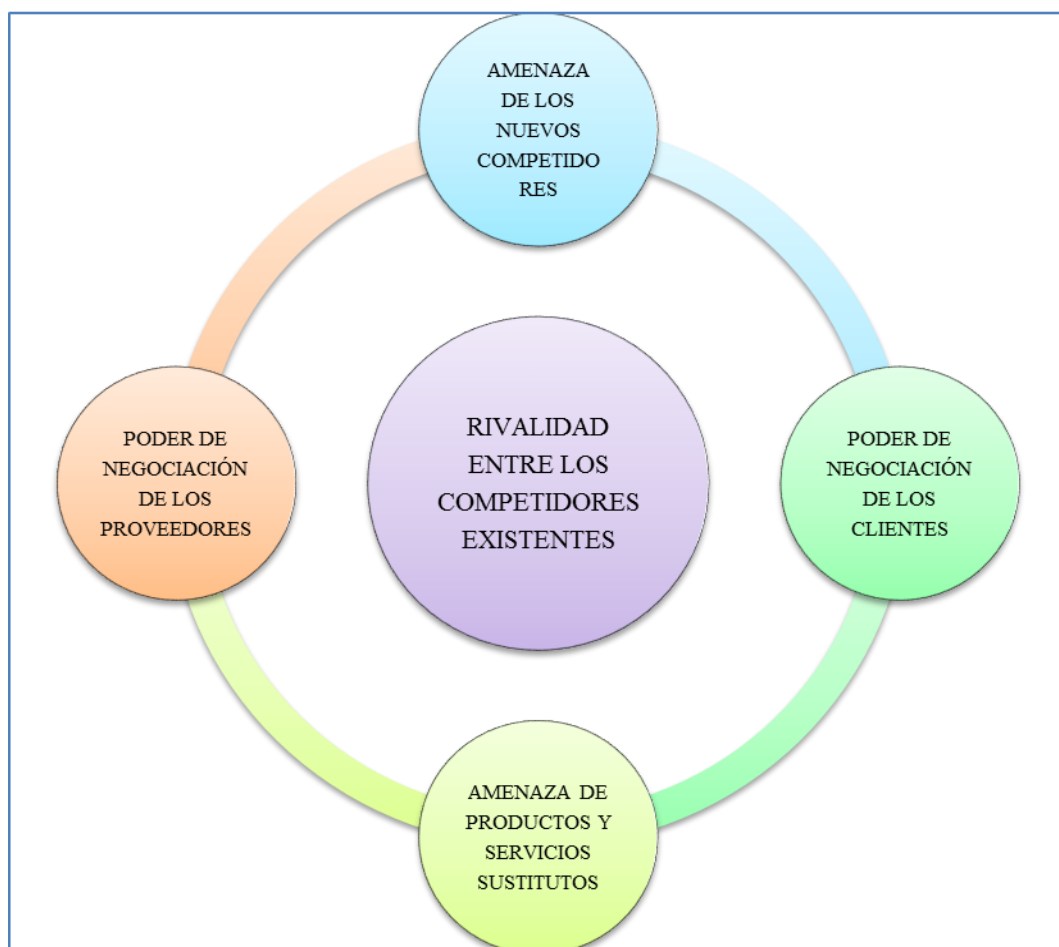 AMENAZA
DE LOS
NUEVOS
COMPETIDO
RES
PODER DE
NEGOCIACIÓN
DE LOS
PROVEEDORES
RIVALIDAD
ENTRE LOS
COMPETIDORES
EXISTENTES
PODER DE
NEGOCIACIÓN
DE LOS
CLIENTES
AMENAZA DE
PRODUCTOS Y
SERVICIOS
SUSTITUTOS